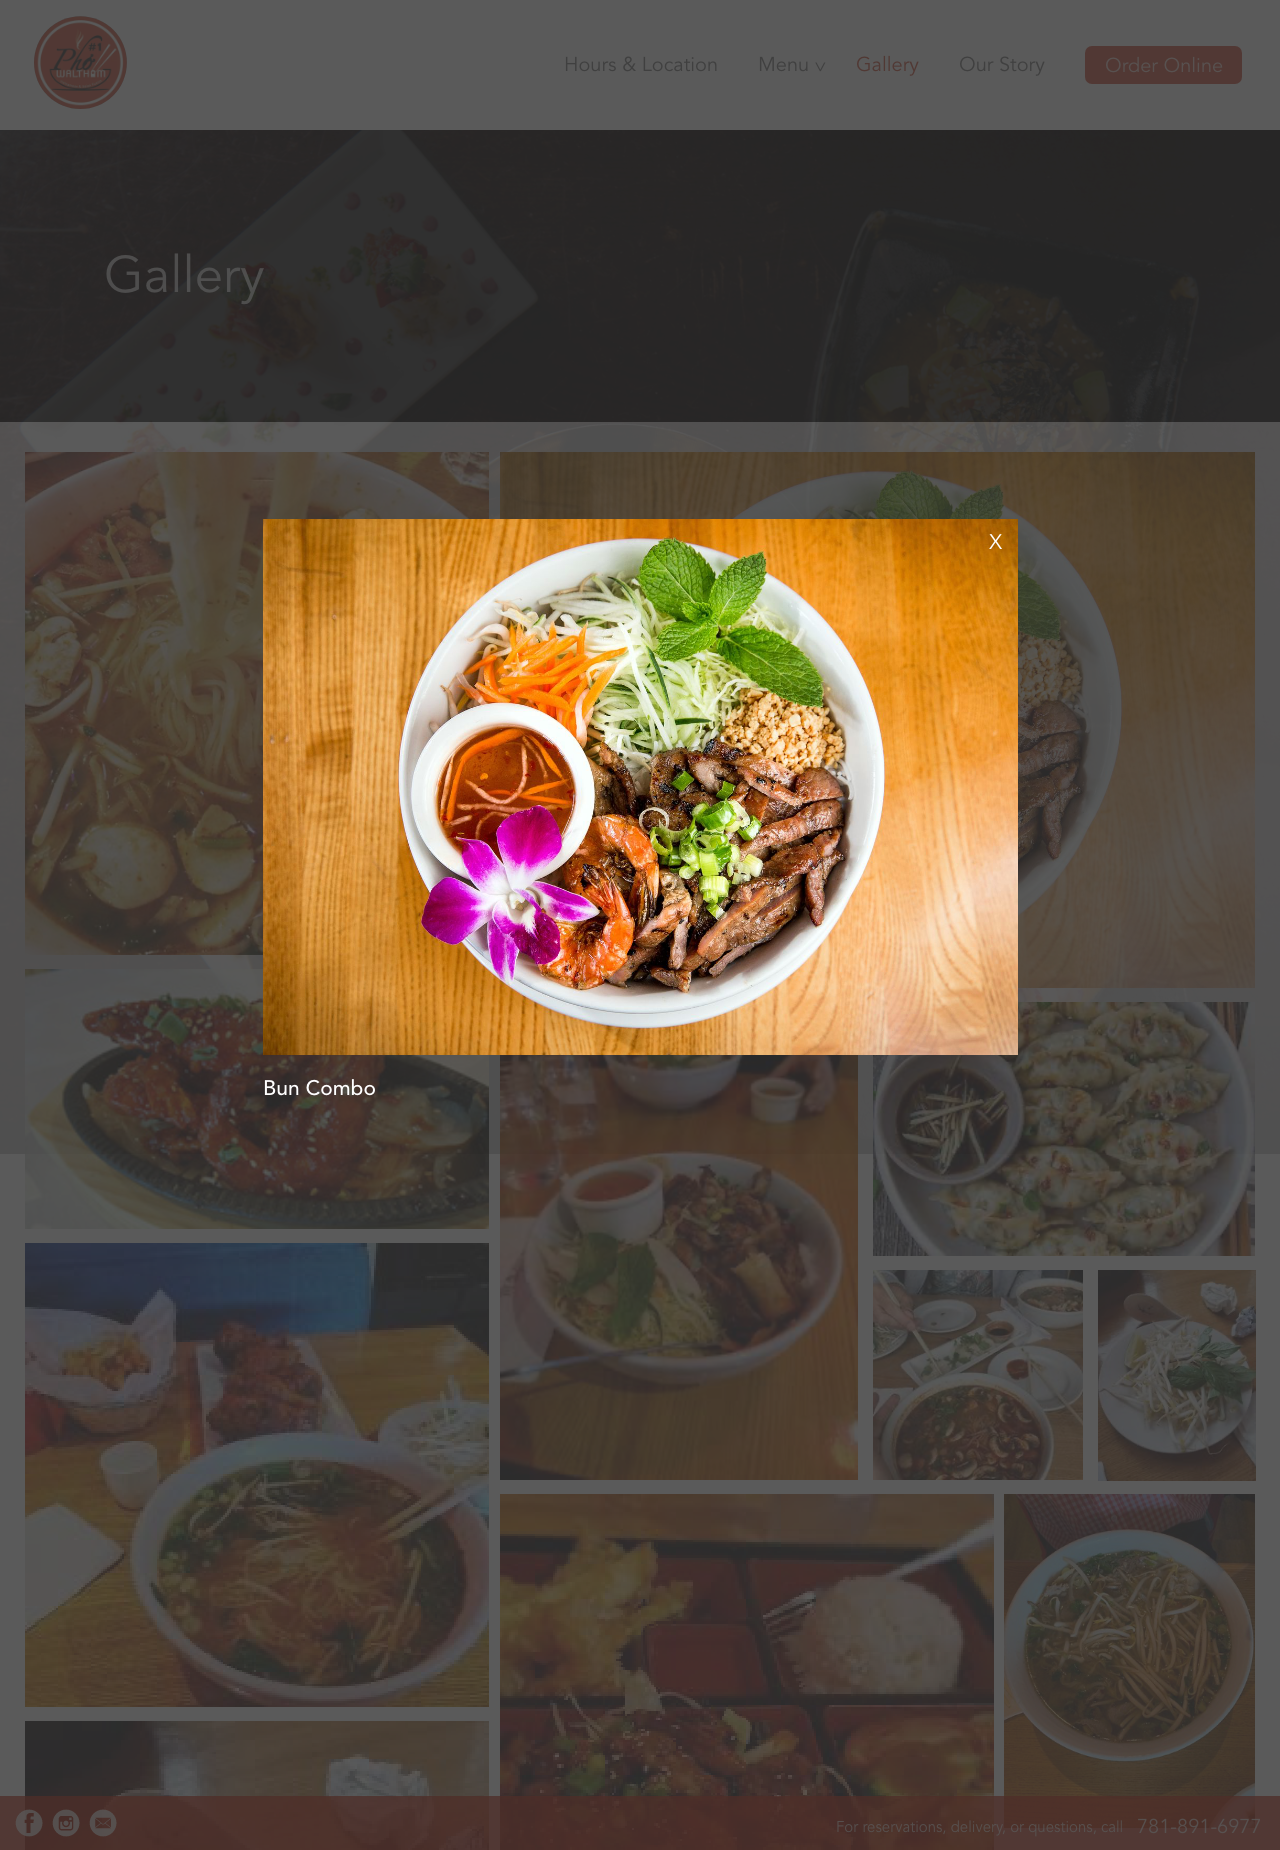 #1
Phở
WALTHAM
Hours & Location
Menu v
Gallery
Our Story
Order Online
Gallery
X
Bun Combo
For reservations, delivery, or questions, call 781-891-6977